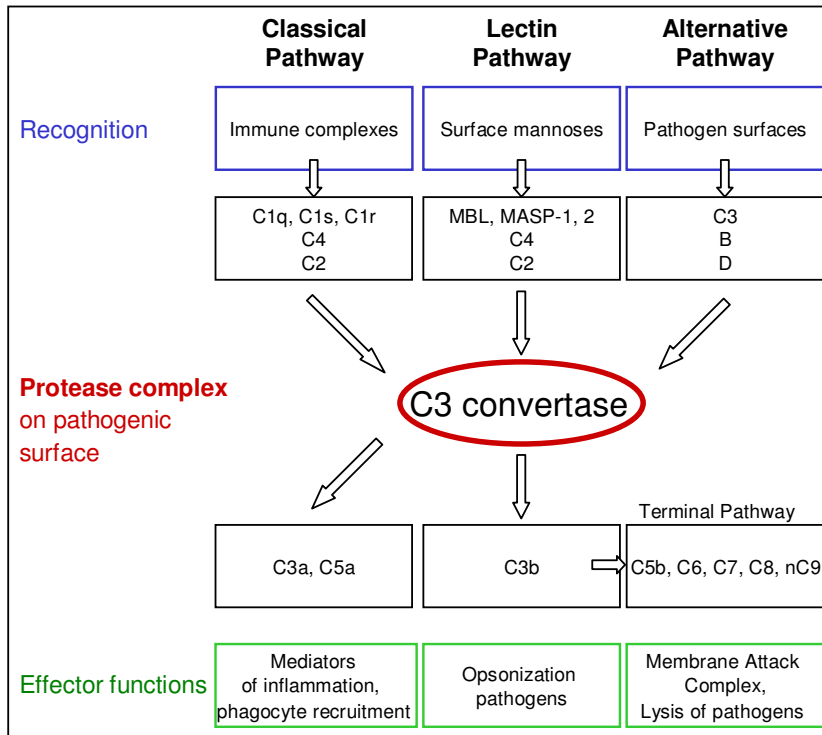 Classical
Pathway
Lectin
Pathway
Alternative
Pathway
Recognition
Immune complexes
Surface mannoses
Pathogen surfaces
C1q, C1s, C1r
C4
C2
MBL, MASP-1, 2
C4
C2
C3
B
D
Protease complex
on pathogenic
surface
C3 convertase
Terminal Pathway
C3a, C5a
C3b
C5b, C6, C7, C8, nC9
Effector functions
Mediators
of inflammation,
phagocyte recruitment
Opsonization
pathogens
Membrane Attack
Complex,
Lysis of pathogens